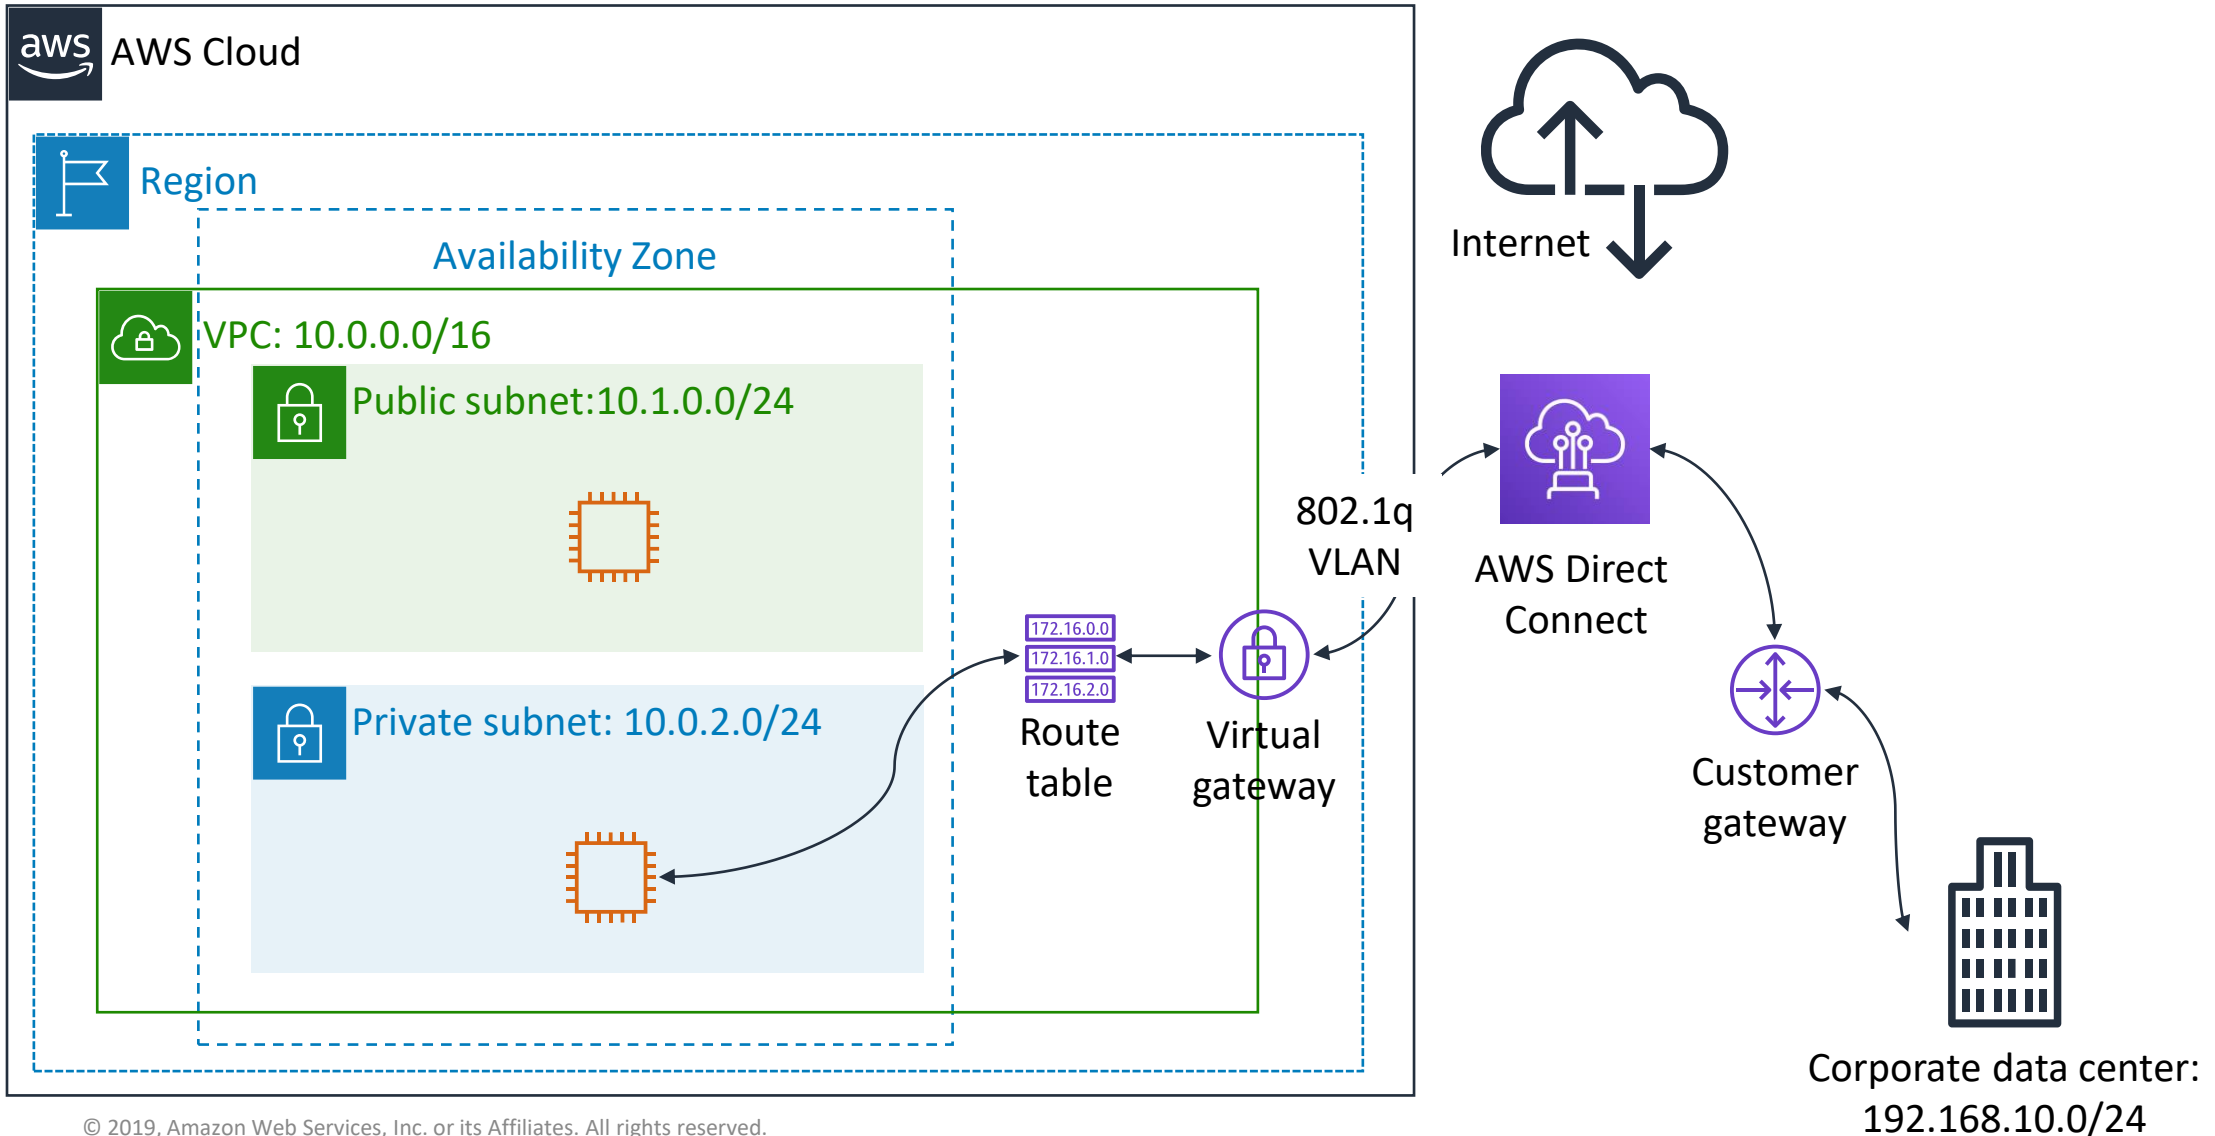 aws
AWS Cloud
Region
Availability Zone
VPC: 10.0.0.0/16
Public subnet:10.1.0.0/24
Private subnet: 10.0.2.0/24
172.16.0.0
172.16.1.0
172.16.2.0
Route
table
Virtual
gateway
802.1q
VLAN
Internet
AWS Direct
Connect
Customer
gateway
Corporate data center:
192.168.10.0/24
© 2019, Amazon Web Services, Inc. or its Affiliates. All rights reserved.